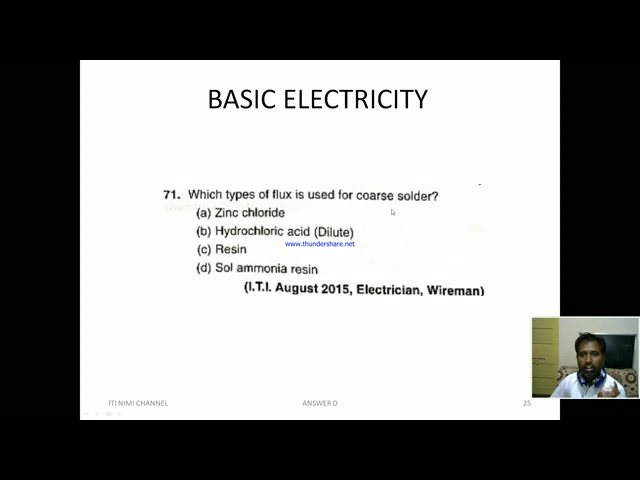 BASIC ELECTRICITY
71. Which types of flux is used for coarse solder?
(a) Zinc chloride
(b) Hydrochloric acid (Dilute)
www.thundershare.net
(c) Resin
(d) Sol ammonia resin
(I.T.I. August 2015, Electrician, Wireman)
ITI NIMI CHANNEL
ANSWER D
25